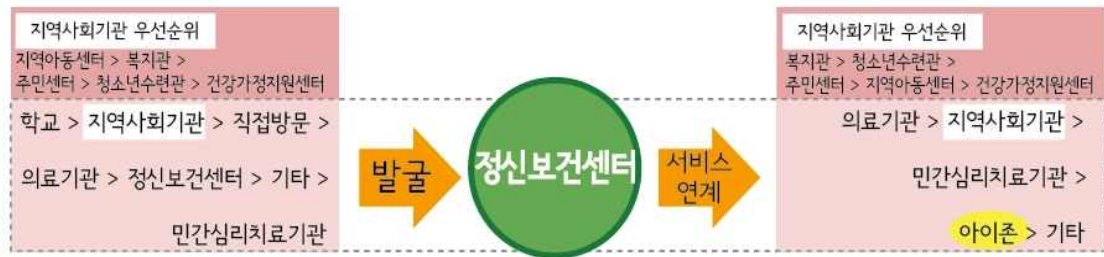 지역사회기관 우선순위
지역아동센터 > 복지관 >
주민센터 > 청소년수련관 > 건강가정지원센터
학교 > 지역사회기관 > 직접방문 >
의료기관 > 정신보건센터 > 기타 >
민간심리치료기관
발굴
정신보건센터
서비스
연계
지역사회기관 우선순위
복지관 > 청소년수련관 >
주민센터 > 지역아동센터 > 건강가정지원센터
의료기관 > 지역사회기관 >
민간심리치료기관 >
아이존 > 기타